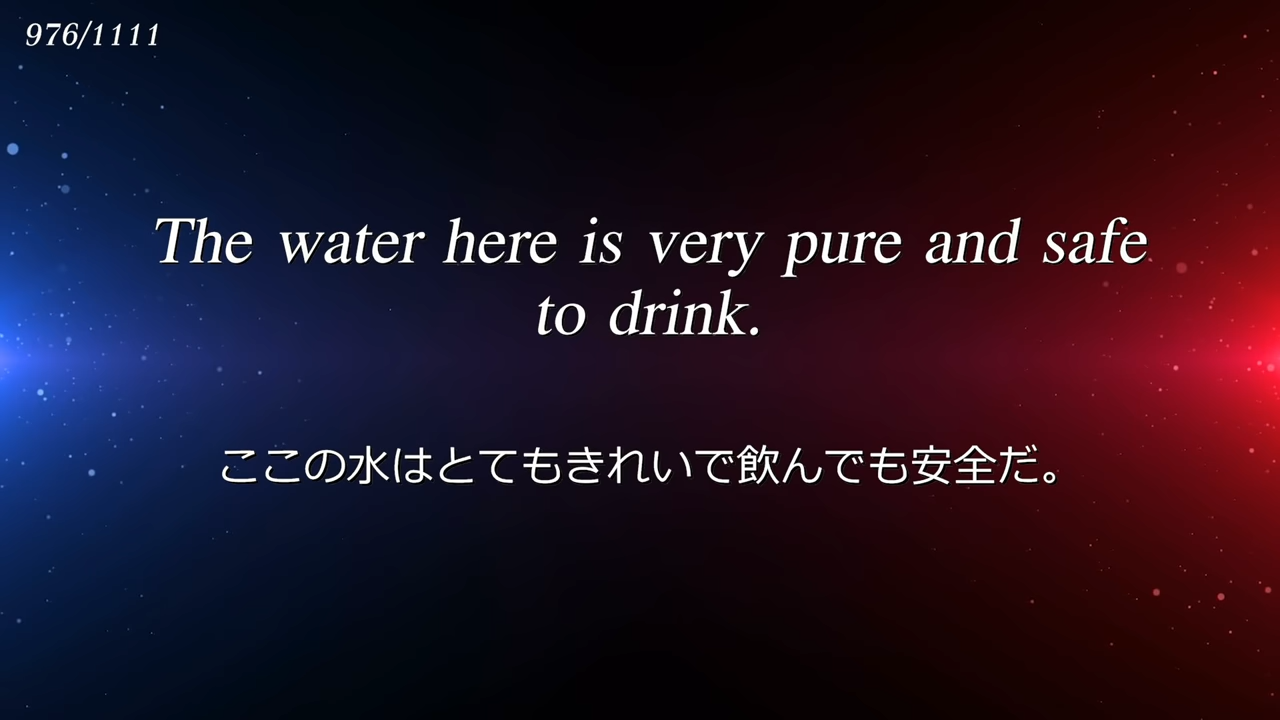 976/1111
The water here is very pure and safe
to drink.
ここの水はとてもきれいで飲んでも安全だ。